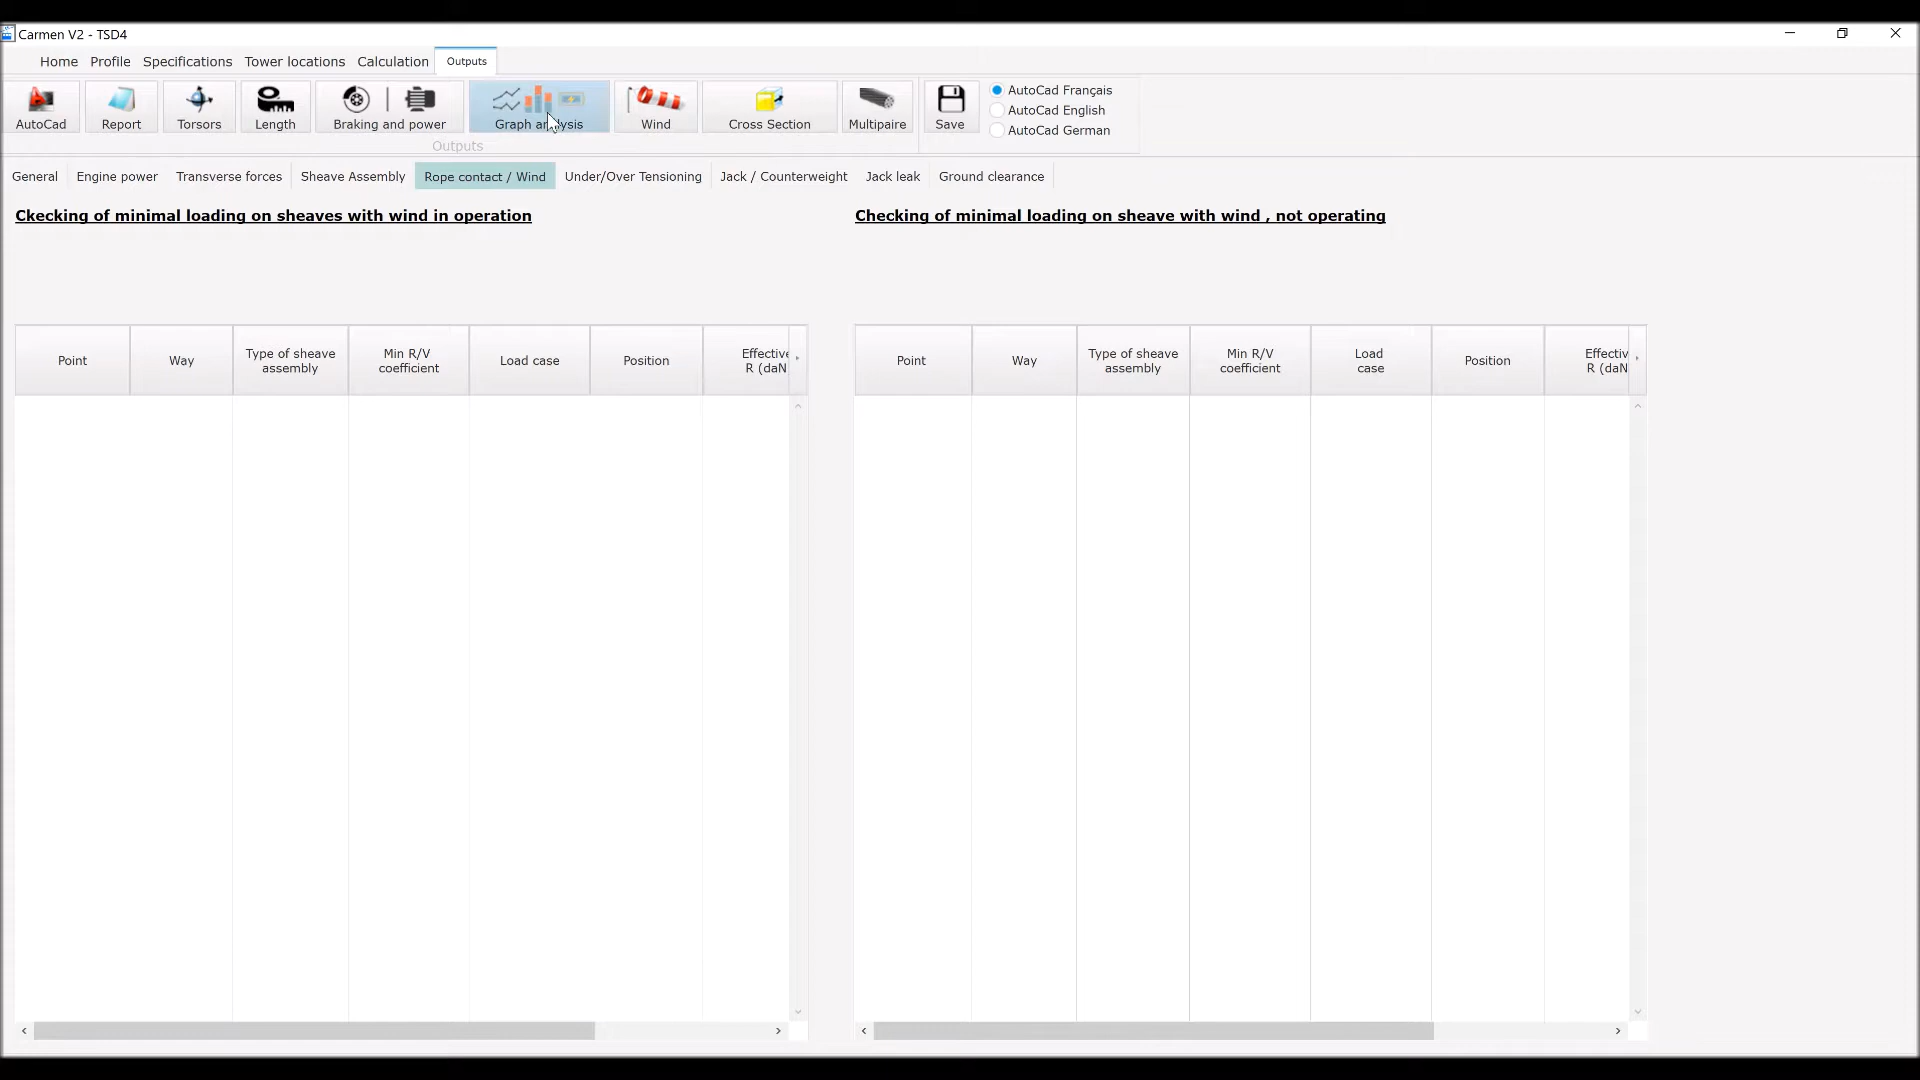 Carmen V2 - TSD4
Home Profile Specifications Tower locations Calculation Outputs
AutoCad Report Torsors Length Braking and power Graph analysis Wind Cross Section Multipaire Save
AutoCad Français
AutoCad English
AutoCad German
Outputs
General Engine power Transverse forces Sheave Assembly Rope contact / Wind Under/Over Tensioning Jack / Counterweight Jack leak Ground clearance
Ckecking of minimal loading on sheaves with wind in operation
Point Way Type of sheave assembly Min R/V coefficient Load case Position Effective R (daN
Checking of minimal loading on sheave with wind , not operating
Point Way Type of sheave assembly Min R/V coefficient Load case Position Effectiv R (daN